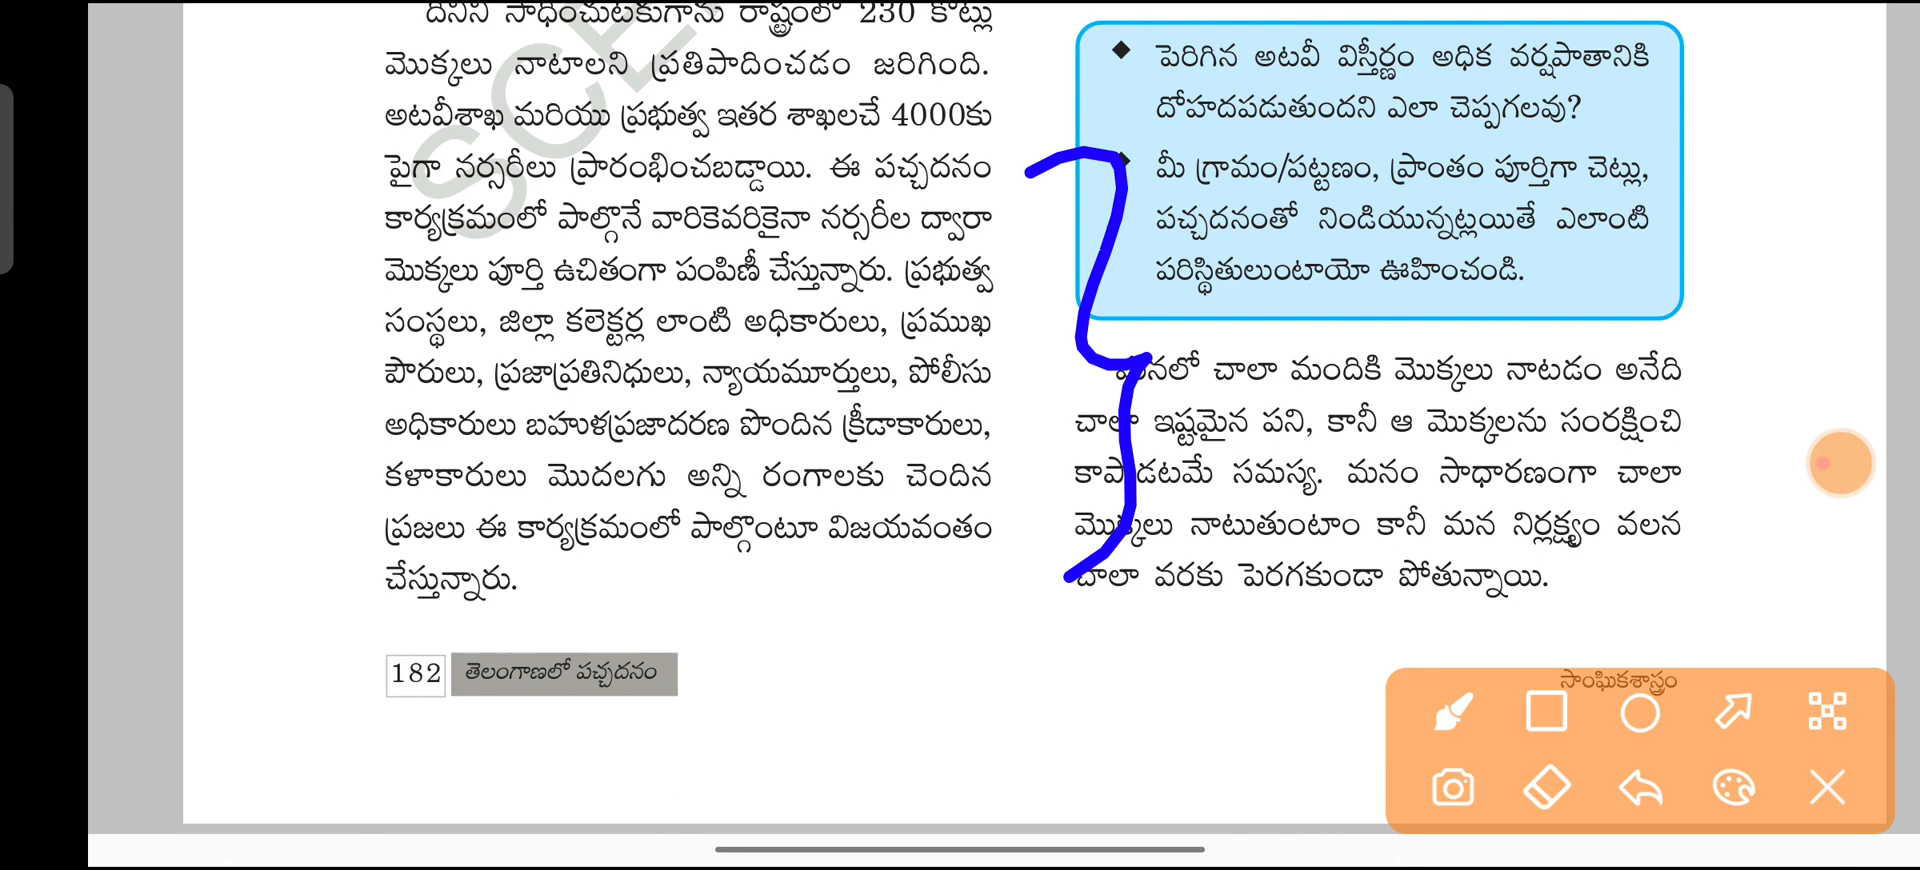 దీనిని సాధించుటకుగాను రాష్ట్రంలో 230 కోట్లు
మొక్కలు నాటాలని ప్రతిపాదించడం జరిగింది.
అటవీశాఖ మరియు ప్రభుత్వ ఇతర శాఖలచే 4000కు
పైగా నర్సరీలు ప్రారంభించబడ్డాయి. ఈ పచ్చదనం
కార్యక్రమంలో పాల్గొనే వారికెవరికైనా నర్సరీల ద్వారా
మొక్కలు పూర్తి ఉచితంగా పంపిణీ చేస్తున్నారు. ప్రభుత్వ
సంస్థలు, జిల్లా కలెక్టర్ల లాంటి అధికారులు, ప్రముఖ
పౌరులు, ప్రజాప్రతినిధులు, న్యాయమూర్తులు, పోలీసు
అధికారులు బహుళప్రజాదరణ పొందిన క్రీడాకారులు,
కళాకారులు మొదలగు అన్ని రంగాలకు చెందిన
ప్రజలు ఈ కార్యక్రమంలో పాల్గొంటూ విజయవంతం
చేస్తున్నారు.
◆ పెరిగిన అటవీ విస్తీర్ణం అధిక వర్షపాతానికి
దోహదపడుతుందని ఎలా చెప్పగలవు?
◆ మీ గ్రామం/పట్టణం, ప్రాంతం పూర్తిగా చెట్లు,
పచ్చదనంతో నిండియున్నట్లయితే ఎలాంటి
పరిస్థితులుంటాయో ఊహించండి.
మనలో చాలా మందికి మొక్కలు నాటడం అనేది
చాలా ఇష్టమైన పని, కానీ ఆ మొక్కలను సంరక్షించి
కాపాడటమే సమస్య. మనం సాధారణంగా చాలా
మొక్కలు నాటుతుంటాం కానీ మన నిర్లక్ష్యం వలన
చాలా వరకు పెరగకుండా పోతున్నాయి.
182 తెలంగాణలో పచ్చదనం
సాంఘికశాస్త్రం